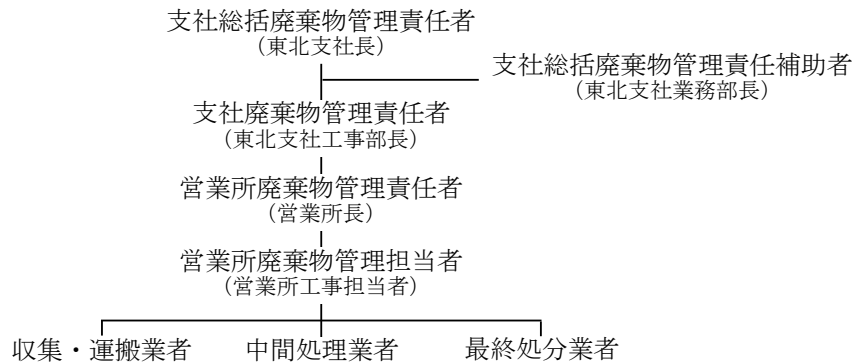 支社総括廃棄物管理責任者
（東北支社長）
支社総括廃棄物管理責任補助者
（東北支社業務部長）
支社廃棄物管理責任者
（東北支社工事部長）
営業所廃棄物管理責任者
（営業所長）
営業所廃棄物管理担当者
（営業所工事担当者）
収集・運搬業者　中間処理業者　最終処分業者